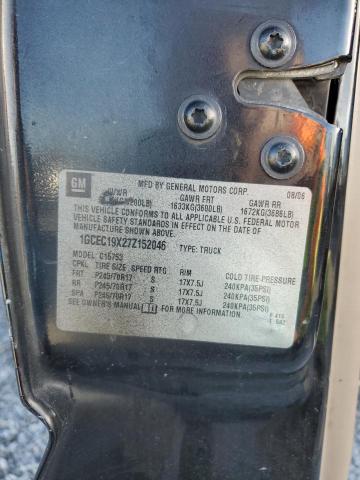 GM MFD BY GENERAL MOTORS CORP. 08/06
GVWR GAWR FRT GAWR RR
1633KG(3600LB) 1672KG(3686LB)
THIS VEHICLE CONFORMS TO ALL APPLICABLE U.S. FEDERAL MOTOR
VEHICLE SAFETY STANDARDS IN EFFECT ON THE DATE OF
MANUFACTURE SHOWN ABOVE.
1GCEC19X27Z152046 TYPE: TRUCK
MODEL: C15753
CPKL TIRE SIZE SPEED RTG RIM COLD TIRE PRESSURE
FRT P245/70R17 S 17X7.5J 240KPA(35PSI)
RR P245/70R17 S 17X7.5J 240KPA(35PSI)
SPA P245/70R17 S 17X7.5J 240KPA(35PSI)
SEE OWNER'S MANUAL FOR MORE INFORMATION.